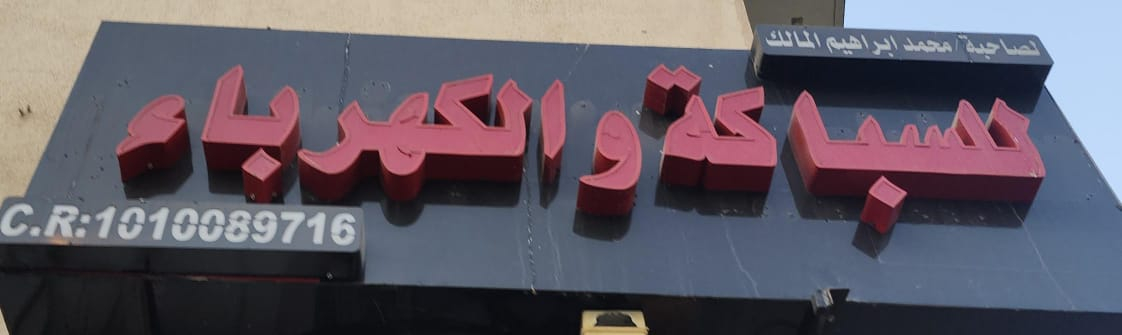 لصاحبة / محمد ابراهيم المالك
للسباكة والكهرباء
C.R:1010089716